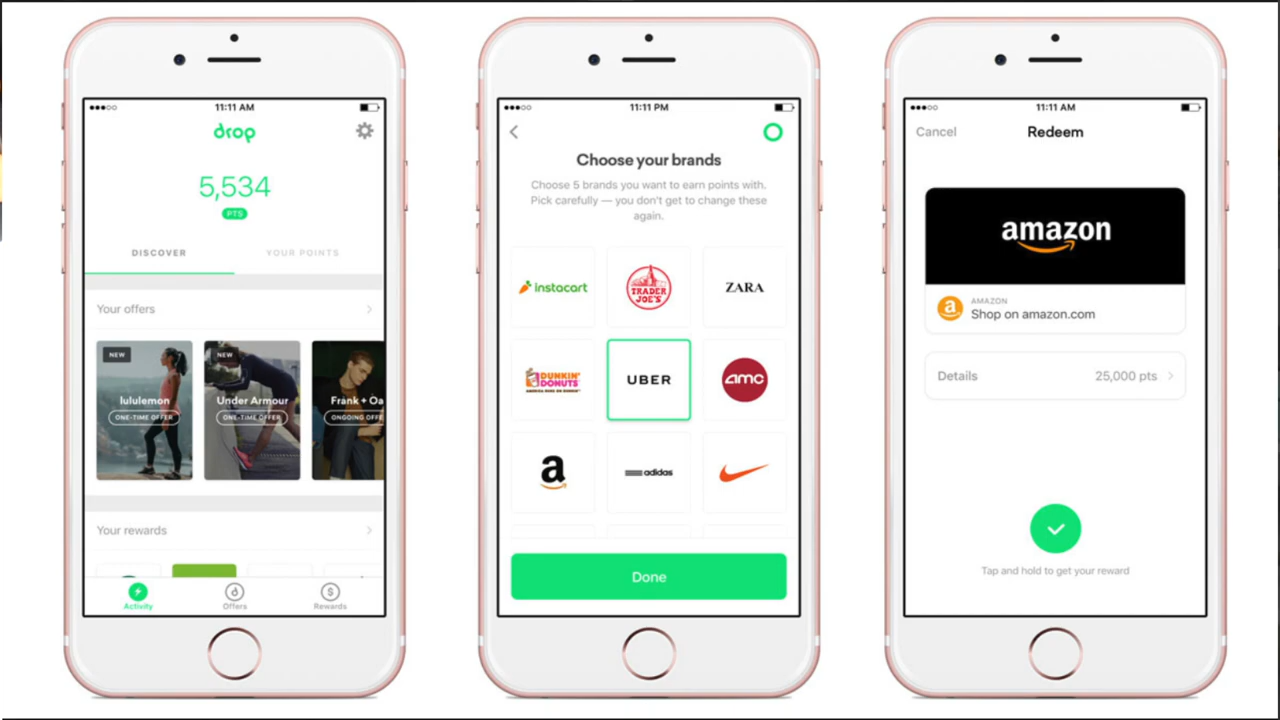 11:11 AM
drop
5,534
PTS
DISCOVER
YOUR POINTS
Your offers
NEW
lululemon
ONE-TIME OFFER
NEW
Under Armour
ONE-TIME OFFER
Frank + Oa
ONGOING OFFE
Your rewards
Activity
Offers
Rewards
11:11 PM
Choose your brands
Choose 5 brands you want to earn points with.
Pick carefully — you don't get to change these
again.
instacart
TRADER
JOE'S
ZARA
DUNKIN'
DONUTS
AMERICA RUNS ON DUNKIN'
UBER
amc
a
adidas
Done
11:11 AM
Cancel
Redeem
amazon
a
AMAZON
Shop on amazon.com
Details
25,000 pts
Tap and hold to get your reward